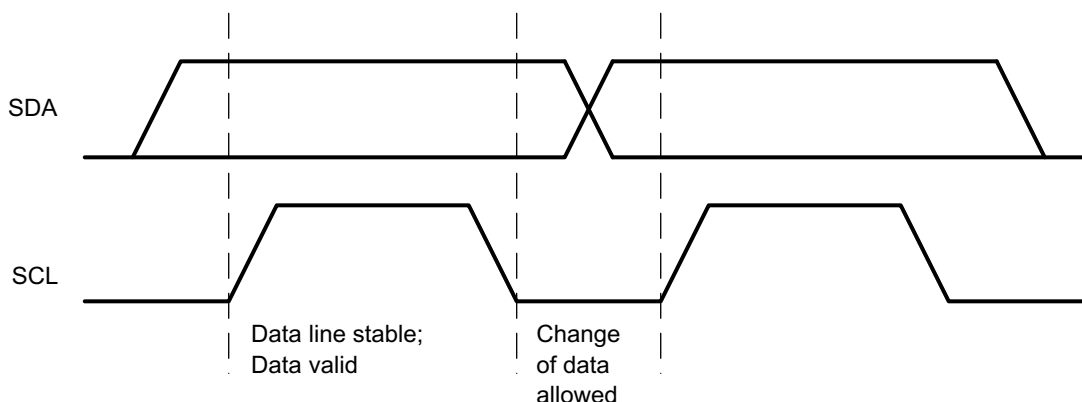 SDA
SCL
Data line stable;
Data valid
Change
of data
allowed